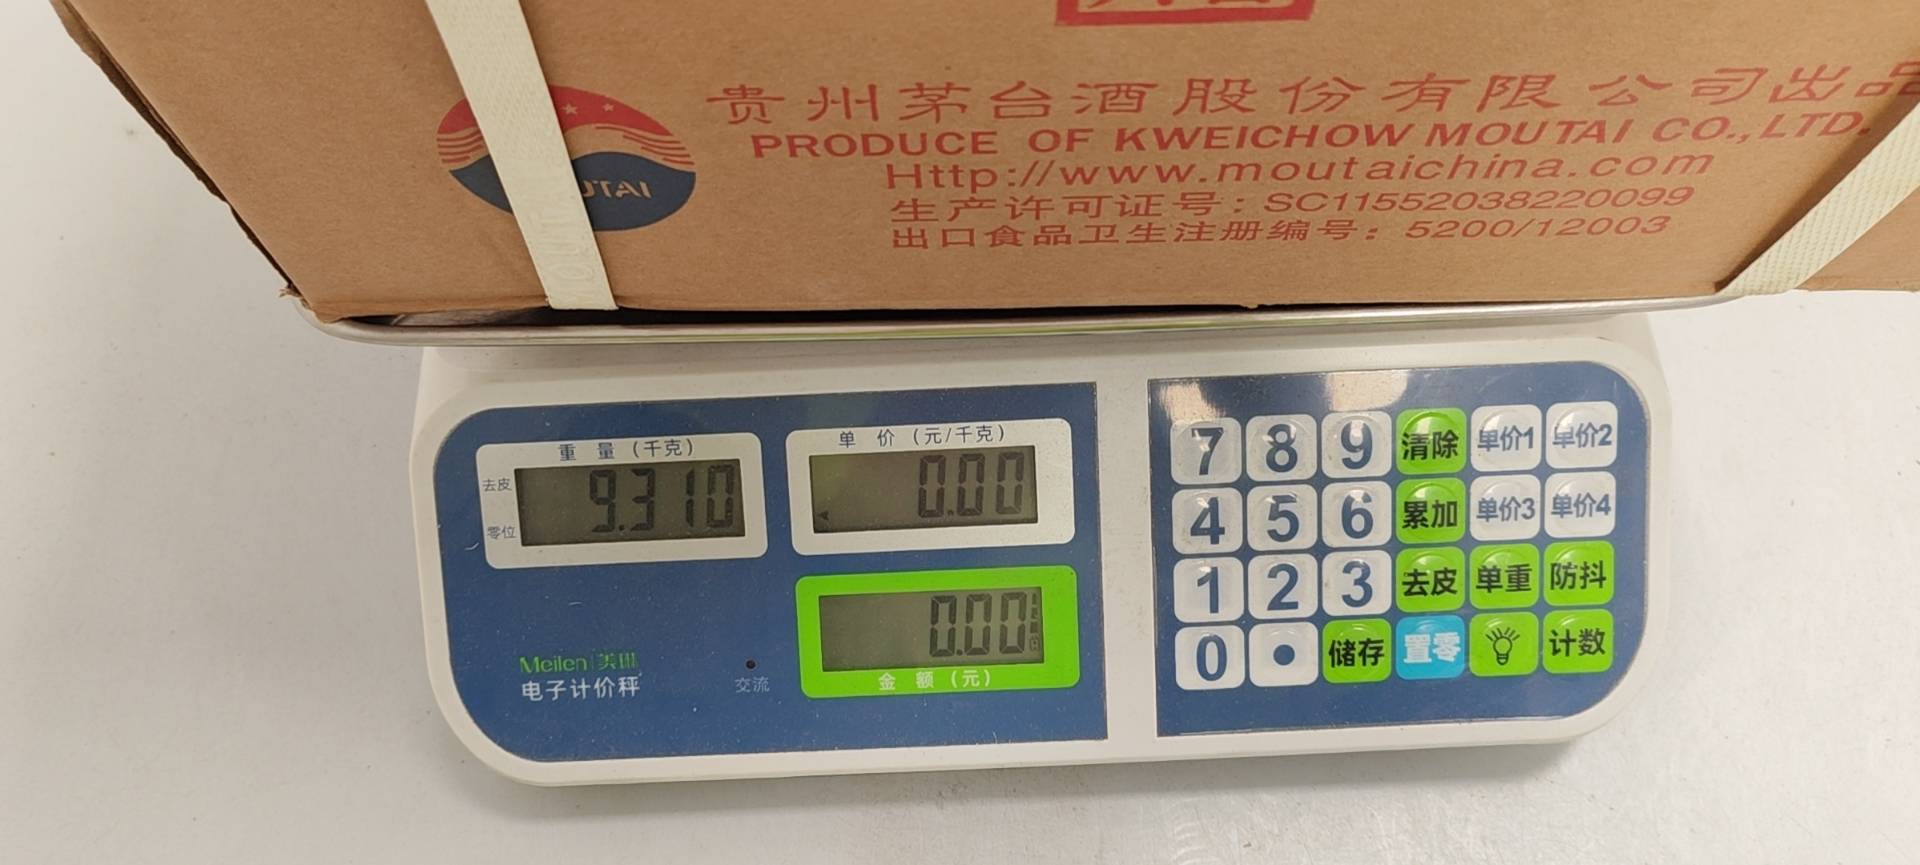 贵州茅台酒股份有限公司出品
PRODUCE OF KWEICHOW MOUTAI CO.,LTD.
Http://www.moutaichina.com
生产许可证号：SC11552038220099
出口食品卫生注册编号：5200/12003
UTAI
重量(千克)
去皮
零位
9.310
单价(元/千克)
0.00
0.00
金额(元)
Meilen 美琳
电子计价秤
交流
7 8 9 清除 单价1 单价2
4 5 6 累加 单价3 单价4
1 2 3 去皮 单重 防抖
0 • 储存 置零 计数